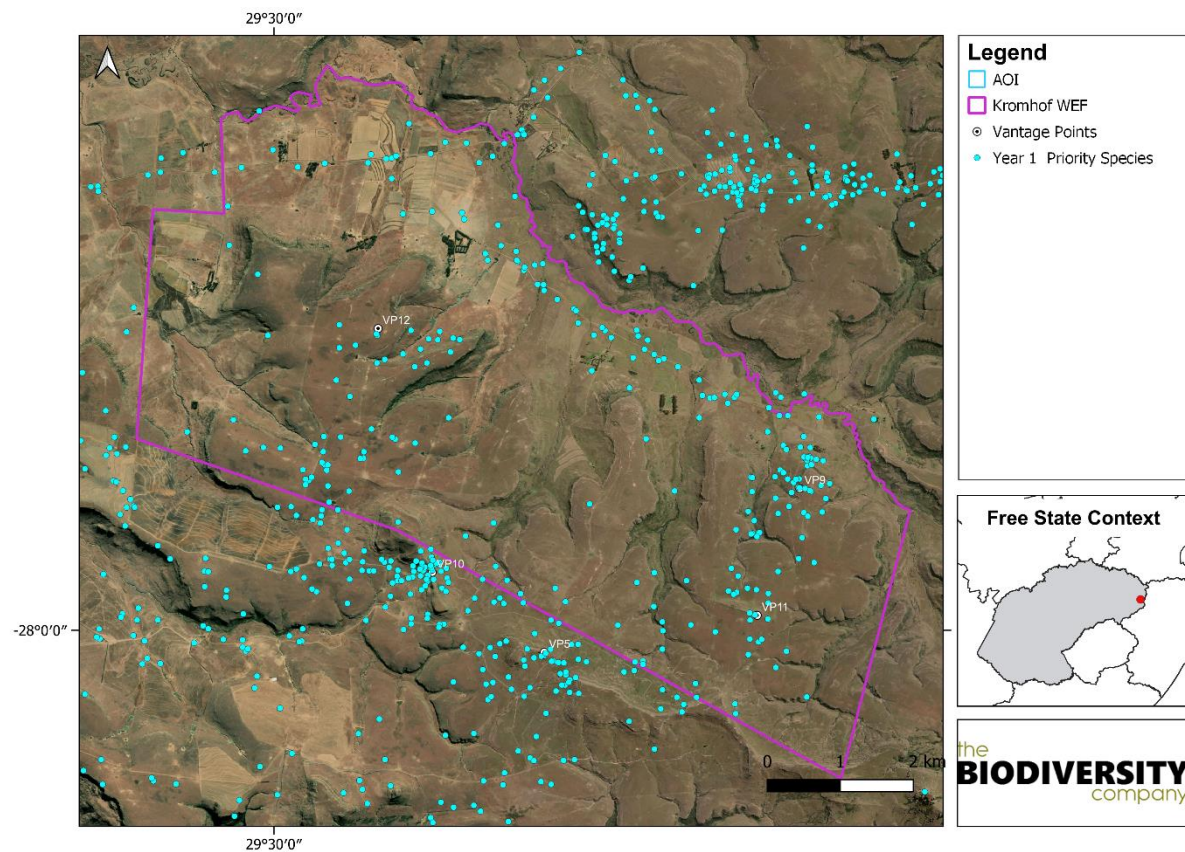 29°30'0"
Legend
AOI
Kromhof WEF
Vantage Points
Year 1 Priority Species
VP12
VP9
VP10
VP11
VP5
-28°0'0"
0 1 2 km
29°30'0"
Free State Context
the
BIODIVERSITY
company